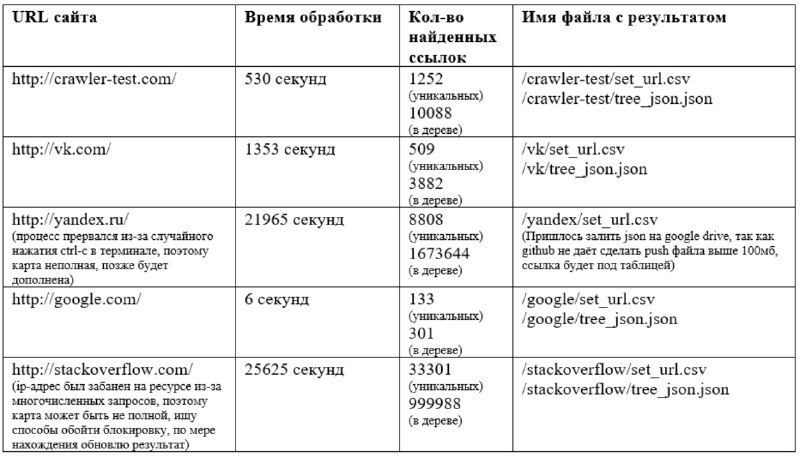 URL сайта
Время обработки
Кол-во
найденных
ссылок
Имя файла с результатом
http://crawler-test.com/
530 секунд
1252
(уникальных)
10088
(в дереве)
/crawler-test/set_url.csv
/crawler-test/tree_json.json
http://vk.com/
1353 секунд
509
(уникальных)
3882
(в дереве)
/vk/set_url.csv
/vk/tree_json.json
http://yandex.ru/
(процесс прервался из-за случайного
нажатия ctrl-c в терминале, поэтому
карта неполная, позже будет
дополнена)
21965 секунд
8808
(уникальных)
1673644
(в дереве)
/yandex/set_url.csv
(Пришлось залить json на google drive, так как
github не даёт сделать push файла выше 100мб,
ссылка будет под таблицей)
http://google.com/
6 секунд
133
(уникальных)
301
(в дереве)
/google/set_url.csv
/google/tree_json.json
http://stackoverflow.com/
(ip-адрес был забанен на ресурсе из-за
многочисленных запросов, поэтому
карта может быть не полной, ищу
способы обойти блокировку, по мере
нахождения обновлю результат)
25625 секунд
33301
(уникальных)
999988
(в дереве)
/stackoverflow/set_url.csv
/stackoverflow/tree_json.json